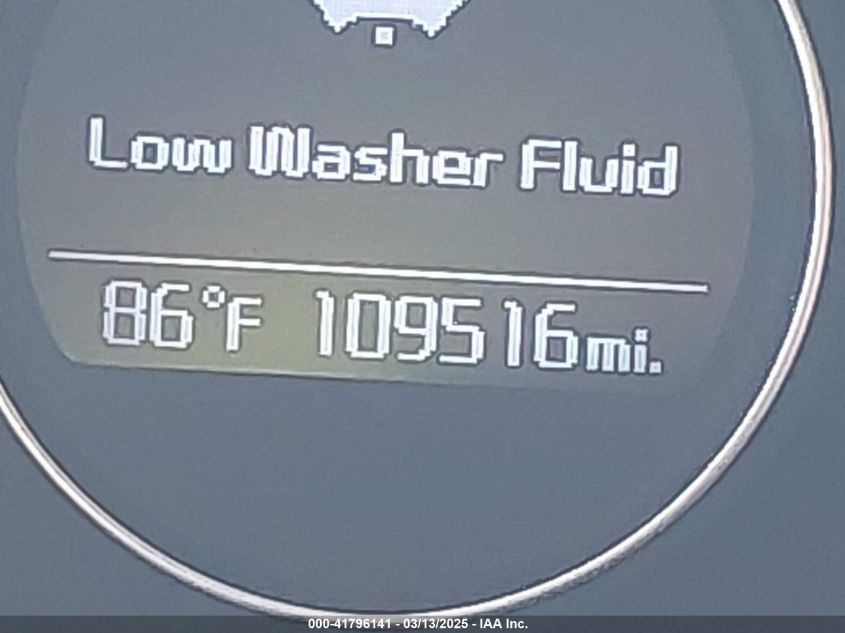 Low Washer Fluid
86°F 109516mi.
000-41796141 - 03/13/2025 - IAA Inc.